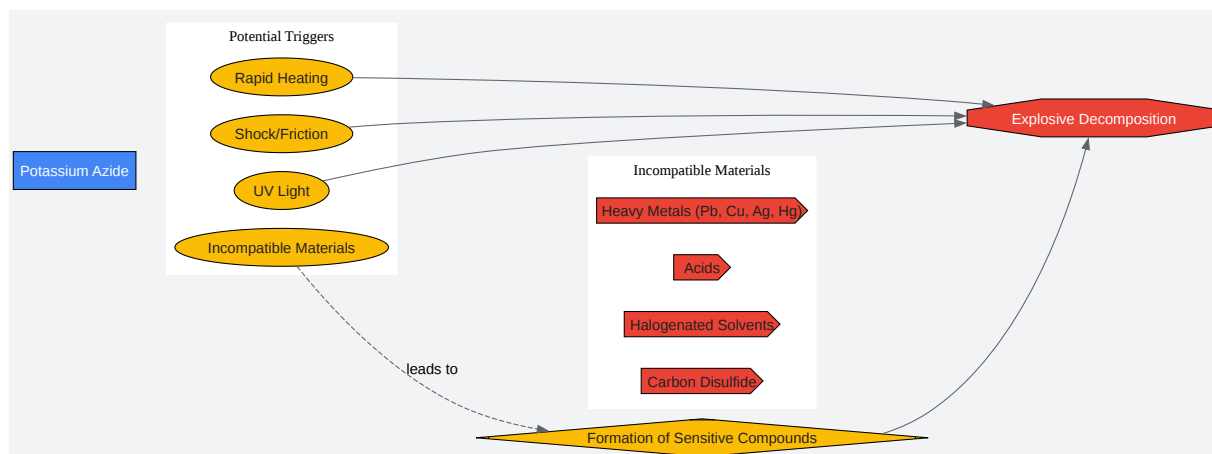 Potential Triggers
Rapid Heating
Shock/Friction
UV Light
Incompatible Materials
Potassium Azide
Explosive Decomposition
Incompatible Materials
Heavy Metals (Pb, Cu, Ag, Hg)
Acids
Halogenated Solvents
Carbon Disulfide
leads to
Formation of Sensitive Compounds